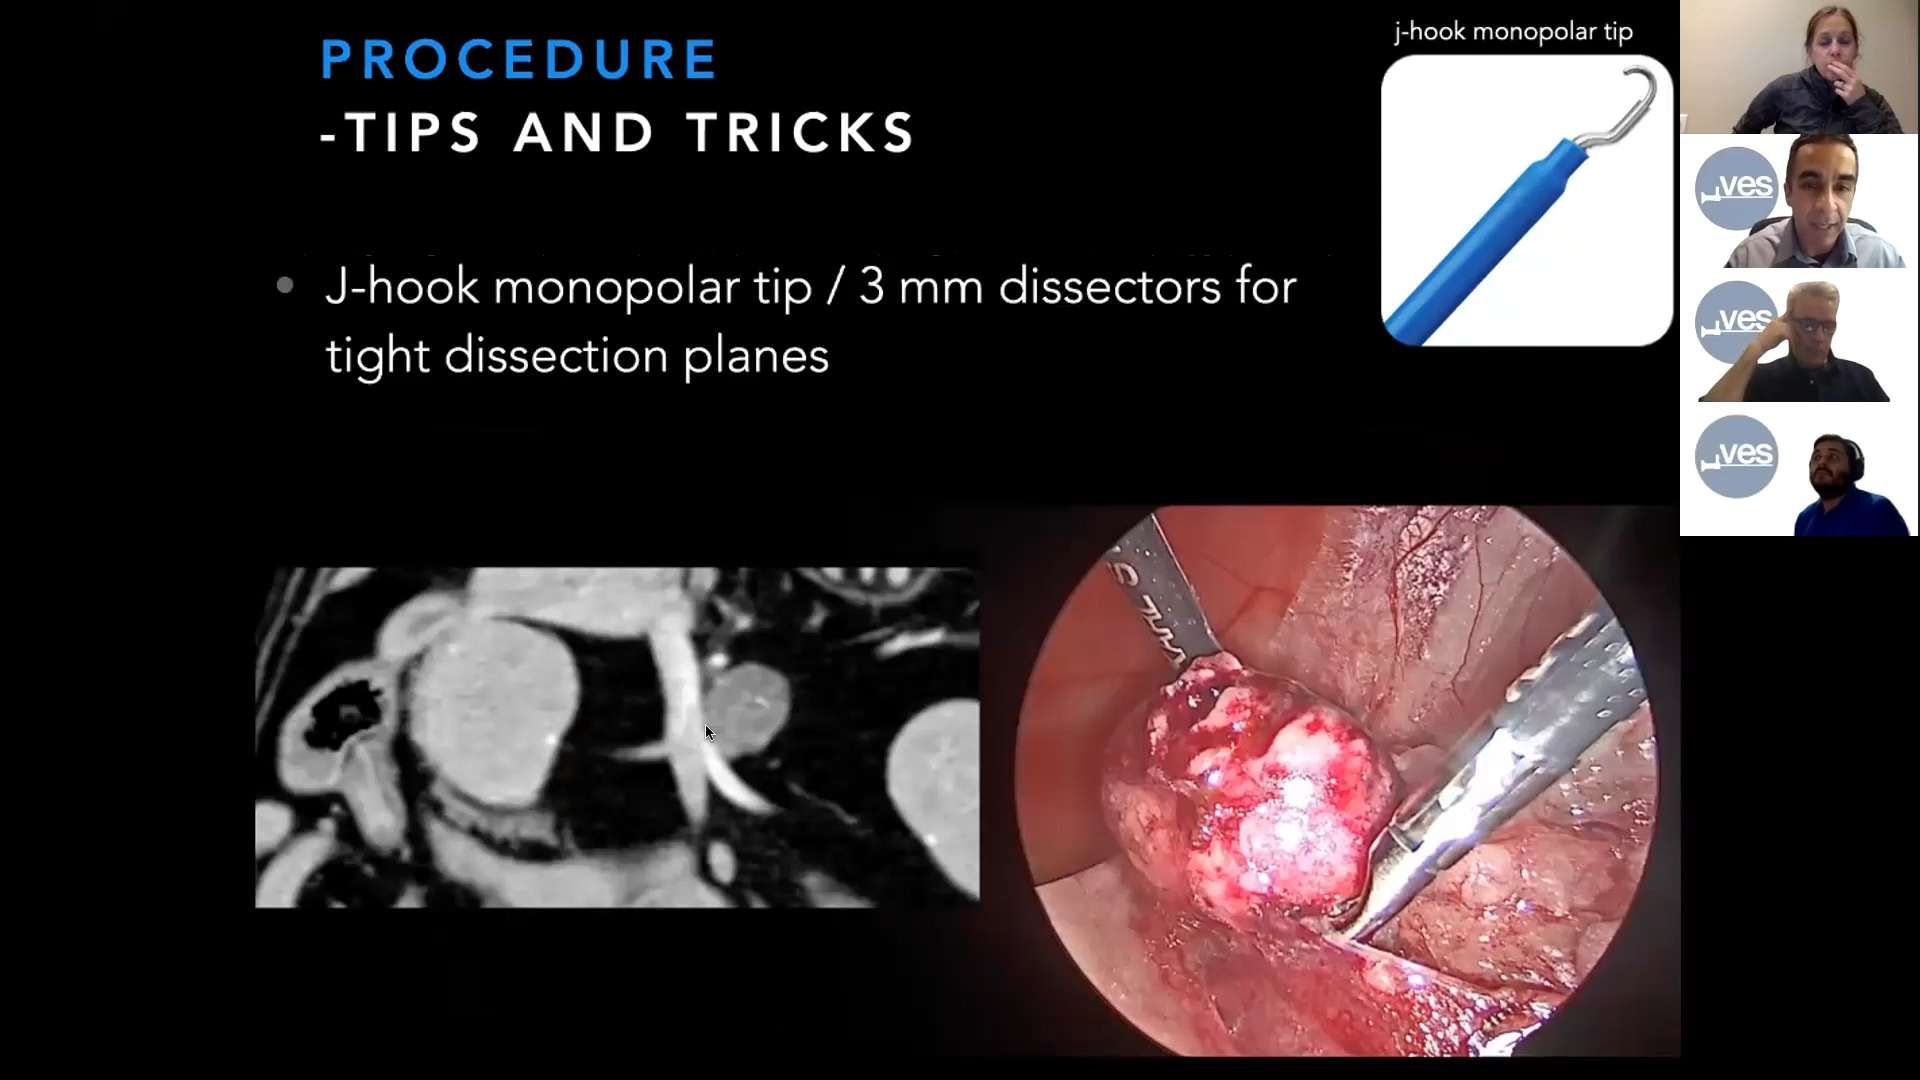 PROCEDURE
-TIPS AND TRICKS
j-hook monopolar tip
J-hook monopolar tip / 3 mm dissectors for
tight dissection planes
ves
ves
ves